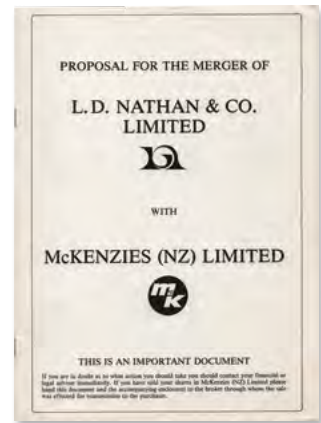 PROPOSAL FOR THE MERGER OF
L.D. NATHAN & CO.
LIMITED
WITH
McKENZIES (NZ) LIMITED
mK
THIS IS AN IMPORTANT DOCUMENT
If you are in doubt as to what action you should take you should contact your financial or
legal adviser immediately. If you have sold your shares in McKenzies (NZ) Limited please
hand this document and the accompanying enclosures to the broker through whom the sale
was effected for transmission to the purchaser.